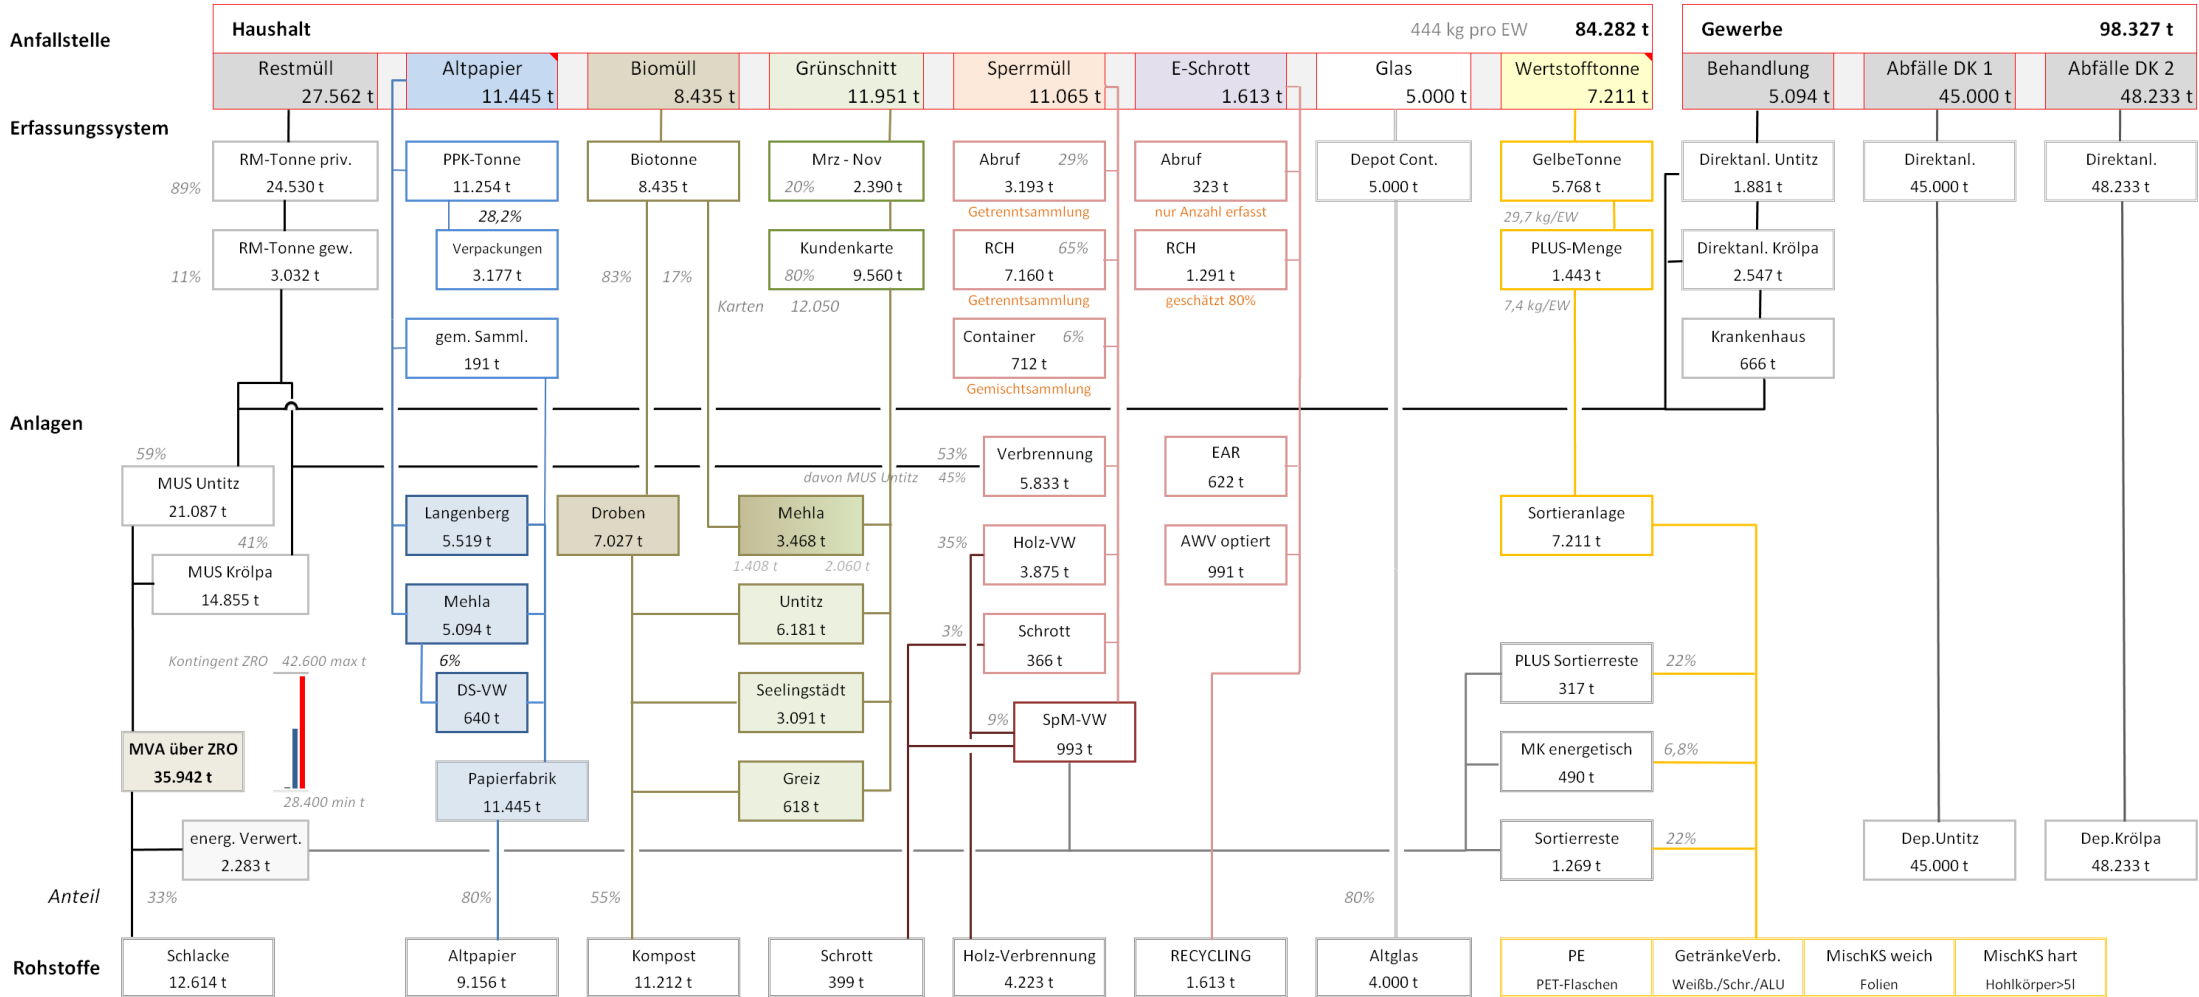 Anfallstelle
Haushalt 444 kg pro EW 84.282 t
Gewerbe 98.327 t
Restmüll
27.562 t
Altpapier
11.445 t
Biomüll
8.435 t
Grünschnitt
11.951 t
Sperrmüll
11.065 t
E-Schrott
1.613 t
Glas
5.000 t
Wertstofftonne
7.211 t
Behandlung
5.094 t
Abfälle DK 1
45.000 t
Abfälle DK 2
48.233 t
Erfassungssystem
RM-Tonne priv.
24.530 t
89%
PPK-Tonne
11.254 t
28,2%
Biotonne
8.435 t
Mrz - Nov
20% 2.390 t
Abruf 29%
3.193 t
Getrenntsammlung
Abruf
323 t
nur Anzahl erfasst
Depot Cont.
5.000 t
GelbeTonne
5.768 t
29,7 kg/EW
Direktanl. Untitz
1.881 t
Direktanl.
45.000 t
Direktanl.
48.233 t
RM-Tonne gew.
3.032 t
11%
Verpackungen
3.177 t
83% 17%
Kundenkarte
80% 9.560 t
Karten 12.050
RCH 65%
7.160 t
Getrenntsammlung
RCH
1.291 t
geschätzt 80%
PLUS-Menge
1.443 t
7,4 kg/EW
Direktanl. Krölpa
2.547 t
gem. Samml.
191 t
Container 6%
712 t
Gemischtsammlung
Krankenhaus
666 t
Anlagen
59%
MUS Untitz
21.087 t
53%
davon MUS Untitz 45%
Verbrennung
5.833 t
EAR
622 t
41%
MUS Krölpa
14.855 t
Langenberg
5.519 t
Droben
7.027 t
Mehla
3.468 t
1.408 t 2.060 t
35%
Holz-VW
3.875 t
AWV optiert
991 t
Sortieranlage
7.211 t
Mehla
5.094 t
6%
Untitz
6.181 t
3%
Schrott
366 t
Kontingent ZRO 42.600 max t
28.400 min t
DS-VW
640 t
Seelingstädt
3.091 t
9%
SpM-VW
993 t
PLUS Sortierreste
317 t
22%
MVA über ZRO
35.942 t
Papierfabrik
11.445 t
Greiz
618 t
MK energetisch
490 t
6,8%
energ. Verwert.
2.283 t
Sortierreste
1.269 t
22%
Dep.Untitz
45.000 t
Dep.Krölpa
48.233 t
Anteil 33% 80% 55% 80%
Rohstoffe
Schlacke
12.614 t
Altpapier
9.156 t
Kompost
11.212 t
Schrott
399 t
Holz-Verbrennung
4.223 t
RECYCLING
1.613 t
Altglas
4.000 t
PE
PET-Flaschen
GetränkeVerb.
Weißb./Schr./ALU
MischKS weich
Folien
MischKS hart
Hohlkörper>5l